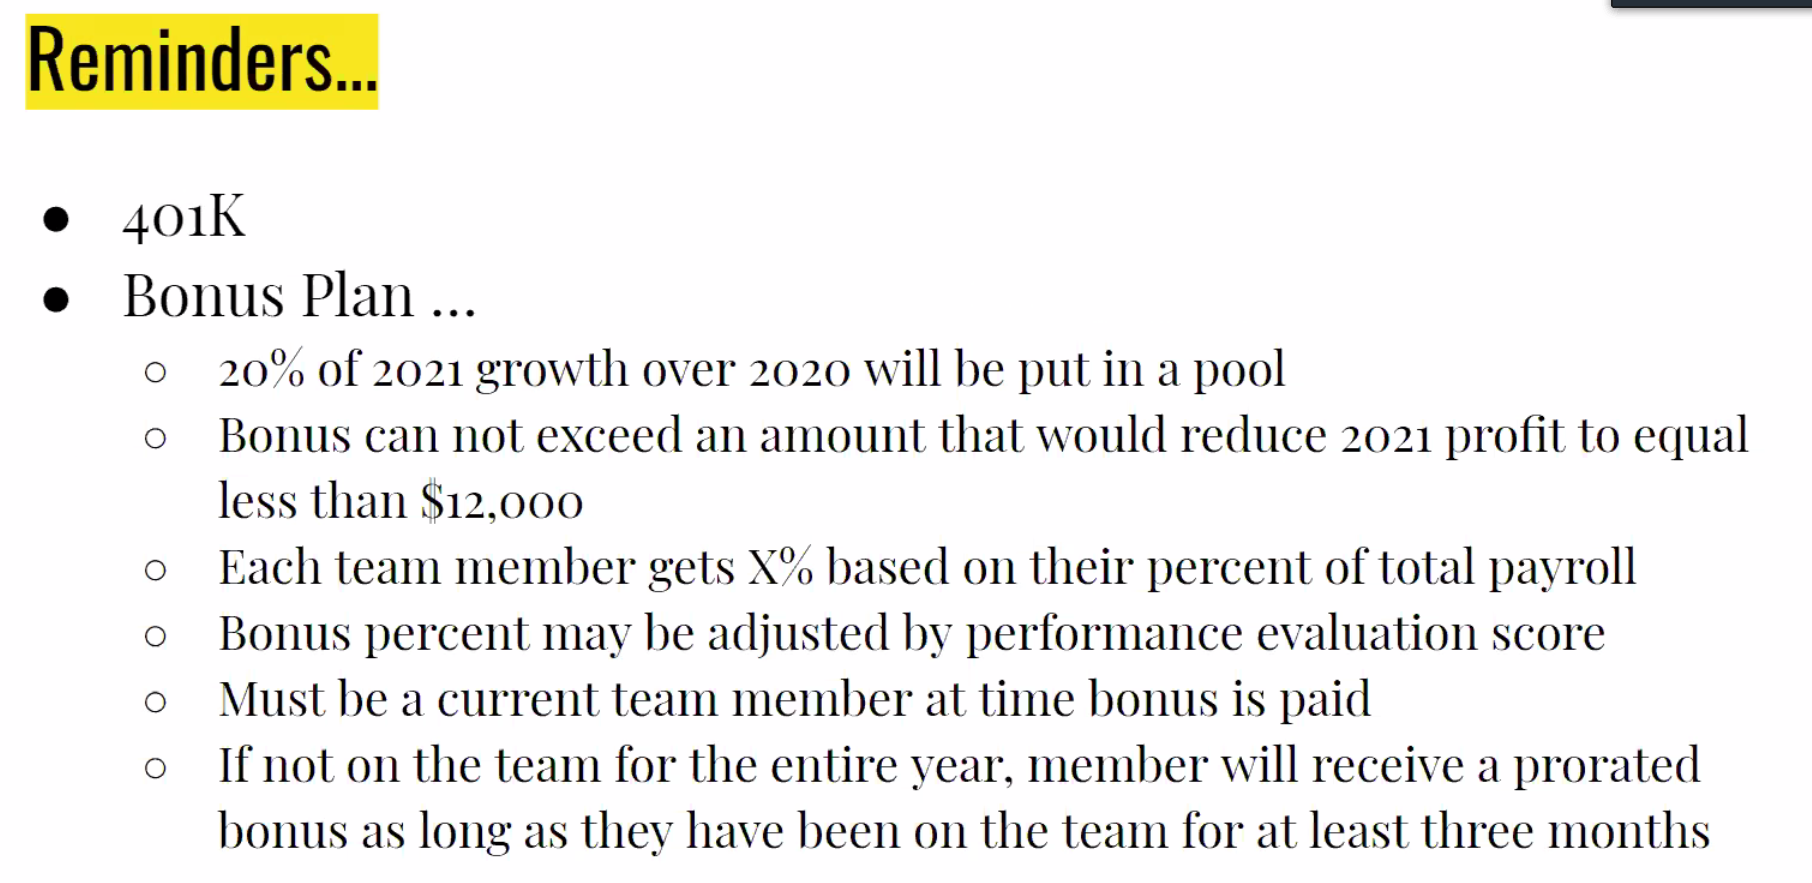 Reminders...
● 401K
● Bonus Plan ...
○ 20% of 2021 growth over 2020 will be put in a pool
○ Bonus can not exceed an amount that would reduce 2021 profit to equal
less than $12,000
○ Each team member gets X% based on their percent of total payroll
○ Bonus percent may be adjusted by performance evaluation score
○ Must be a current team member at time bonus is paid
○ If not on the team for the entire year, member will receive a prorated
bonus as long as they have been on the team for at least three months